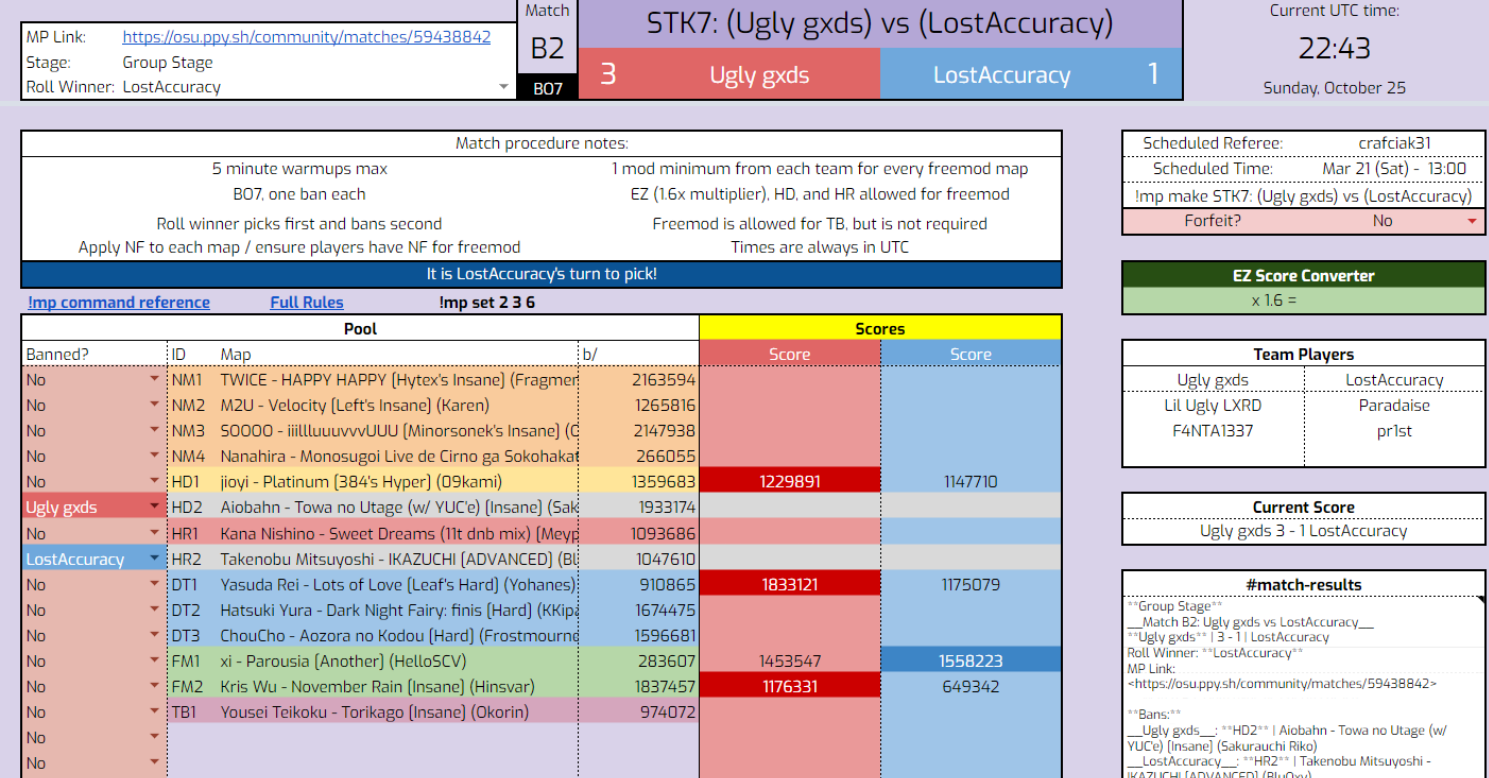 MP Link: https://osu.ppy.sh/community/matches/59438842
Stage: Group Stage
Roll Winner: LostAccuracy
Match
B2
BO7
STK7: (Ugly gxds) vs (LostAccuracy)
3 Ugly gxds LostAccuracy 1
Current UTC time:
22:43
Sunday, October 25
Match procedure notes:
5 minute warmups max 1 mod minimum from each team for every freemod map
BO7, one ban each EZ (1.6x multiplier), HD, and HR allowed for freemod
Roll winner picks first and bans second Freemod is allowed for TB, but is not required
Apply NF to each map / ensure players have NF for freemod Times are always in UTC
It is LostAccuracy's turn to pick!
!mp command reference Full Rules !mp set 2 3 6
Pool Scores
Banned? ID Map b/ Score Score
No NM1 TWICE - HAPPY HAPPY [Hytex's Insane] (Fragmer 2163594
No NM2 M2U - Velocity [Left's Insane] (Karen) 1265816
No NM3 SOOOO - iiilllluuuvvvUUU [Minorsonek's Insane] (C 2147938
No NM4 Nanahira - Monosugoi Live de Cirno ga Sokohakat 266055
No HD1 jioyi - Platinum [384's Hyper] (09kami) 1359683 1229891 1147710
Ugly gxds HD2 Aiobahn - Towa no Utage (w/ YUC'e) [Insane] (Sak 1933174
No HR1 Kana Nishino - Sweet Dreams (11t dnb mix) [Meyp 1093686
LostAccuracy HR2 Takenobu Mitsuyoshi - IKAZUCHI [ADVANCED] (Bl 1047610
No DT1 Yasuda Rei - Lots of Love [Leaf's Hard] (Yohanes) 910865 1833121 1175079
No DT2 Hatsuki Yura - Dark Night Fairy: finis [Hard] (KKipa 1674475
No DT3 ChouCho - Aozora no Kodou [Hard] (Frostmourne 1596681
No FM1 xi - Parousia [Another] (HelloSCV) 283607 1453547 1558223
No FM2 Kris Wu - November Rain [Insane] (Hinsvar) 1837457 1176331 649342
No TB1 Yousei Teikoku - Torikago [Insane] (Okorin) 974072
No
No
Scheduled Referee: crafciak31
Scheduled Time: Mar 21 (Sat) - 13:00
!mp make STK7: (Ugly gxds) vs (LostAccuracy)
Forfeit? No
EZ Score Converter
x 1.6 =
Team Players
Ugly gxds LostAccuracy
Lil Ugly LXRD Paradaise
F4NTA1337 pr1st
Current Score
Ugly gxds 3 - 1 LostAccuracy
#match-results
**Group Stage**
__Match B2: Ugly gxds vs LostAccuracy__
**Ugly gxds** | 3 - 1 | LostAccuracy
Roll Winner: **LostAccuracy**
MP Link:
<https://osu.ppy.sh/community/matches/59438842>
**Bans:**
__Ugly gxds__: **HD2** | Aiobahn - Towa no Utage (w/
YUC'e) [Insane] (Sakurauchi Riko)
__LostAccuracy__: **HR2** | Takenobu Mitsuyoshi -
IKAZUCHI [ADVANCED] (BluOxy)